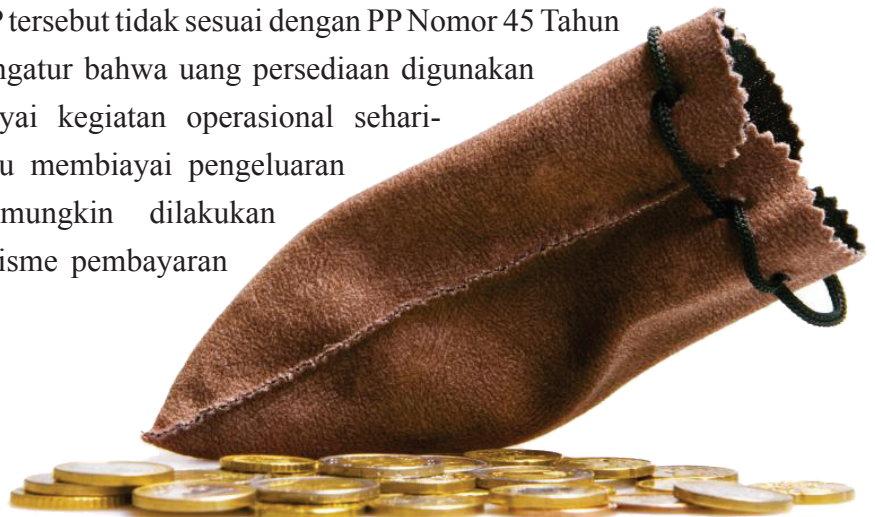 P tersebut tidak sesuai dengan PP Nomor 45 Tahun
ngatur bahwa uang persediaan digunakan
yai kegiatan operasional sehari-
u membiayai pengeluaran
mungkin dilakukan
isme pembayaran